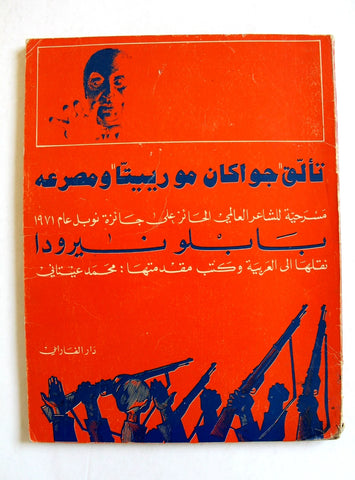 تألق "جواكان مورييتا" ومصرعه
مسرحية للشاعر العالمي الحائز على جائزة نوبل عام ١٩٧١
بابلو نيرودا
نقلها الى العربية وكتب مقدمتها: محمد عيتاني
دار الفارابي